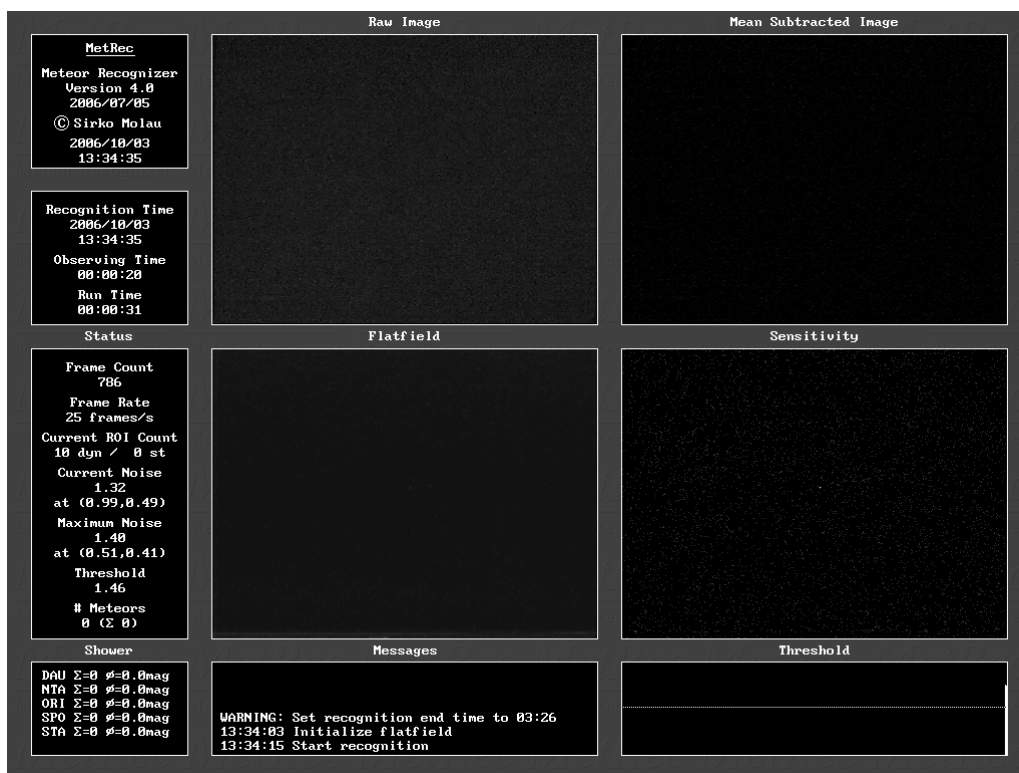 MetRec
Meteor Recognizer
Version 4.0
2006/07/05
© Sirko Molau
2006/10/03
13:34:35
Recognition Time
2006/10/03
13:34:35
Observing Time
00:00:20
Run Time
00:00:31
Status
Frame Count
786
Frame Rate
25 frames/s
Current ROI Count
10 dyn / 0 st
Current Noise
1.32
at (0.99,0.49)
Maximum Noise
1.40
at (0.51,0.41)
Threshold
1.46
# Meteors
0 (Σ 0)
Shower
DAU Σ=0 ø=0.0mag
NTA Σ=0 ø=0.0mag
ORI Σ=0 ø=0.0mag
SPO Σ=0 ø=0.0mag
STA Σ=0 ø=0.0mag
Raw Image
Mean Subtracted Image
Flatfield
Sensitivity
Messages
WARNING: Set recognition end time to 03:26
13:34:03 Initialize flatfield
13:34:15 Start recognition
Threshold